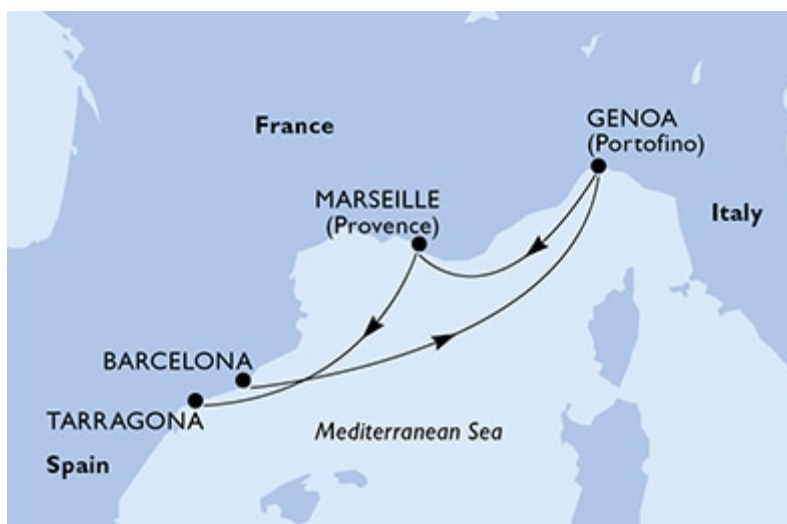 GENOA
(Portofino)
France
MARSEILLE
(Provence)
Italy
BARCELONA
TARRAGONA
Mediterranean Sea
Spain